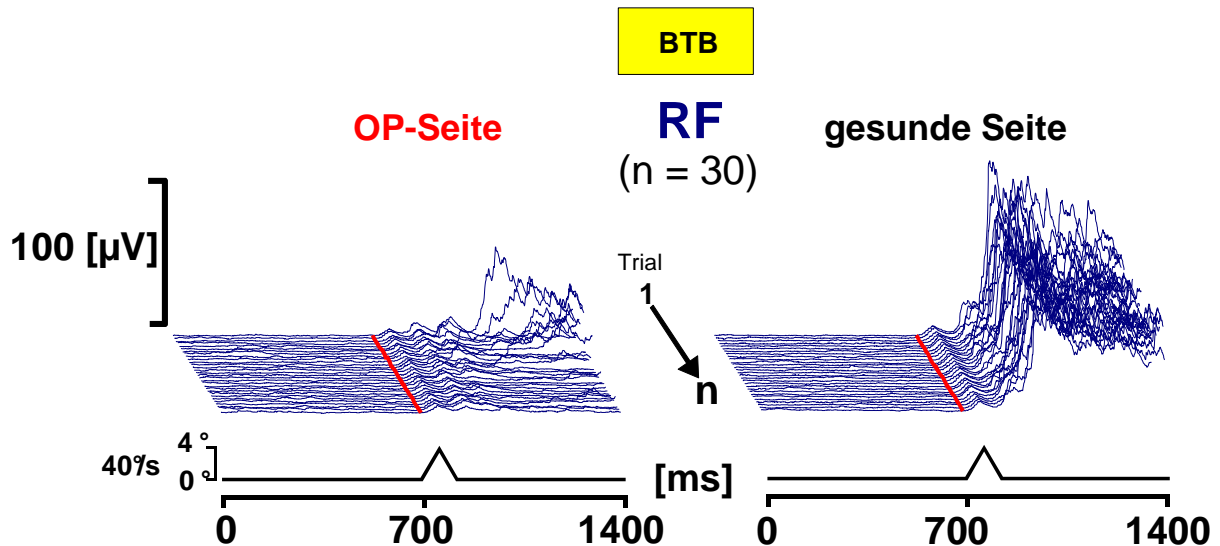 BTB
OP-Seite
RF
(n = 30)
gesunde Seite
100 [µV]
Trial
1
n
4 °
0 °
40°/s
[ms]
0 700 1400
0 700 1400